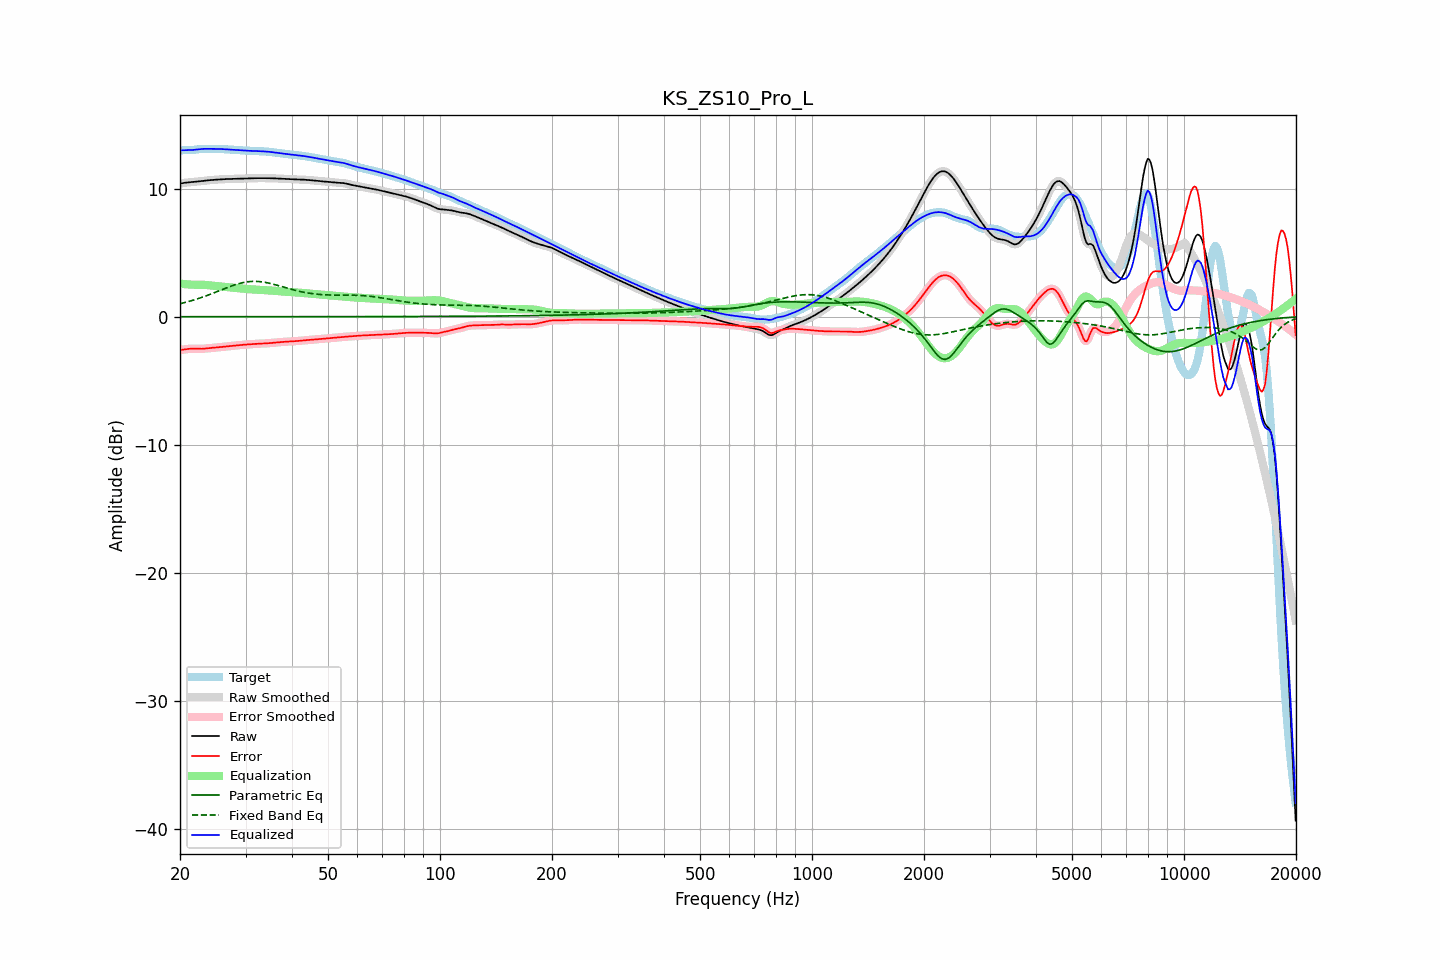 KS_ZS10_Pro_L
Amplitude (dBr)
10
0
−10
−20
−30
−40
Target
Raw Smoothed
Error Smoothed
Raw
Error
Equalization
Parametric Eq
Fixed Band Eq
Equalized
20 50 100 200 500 1000 2000 5000 10000 20000
Frequency (Hz)